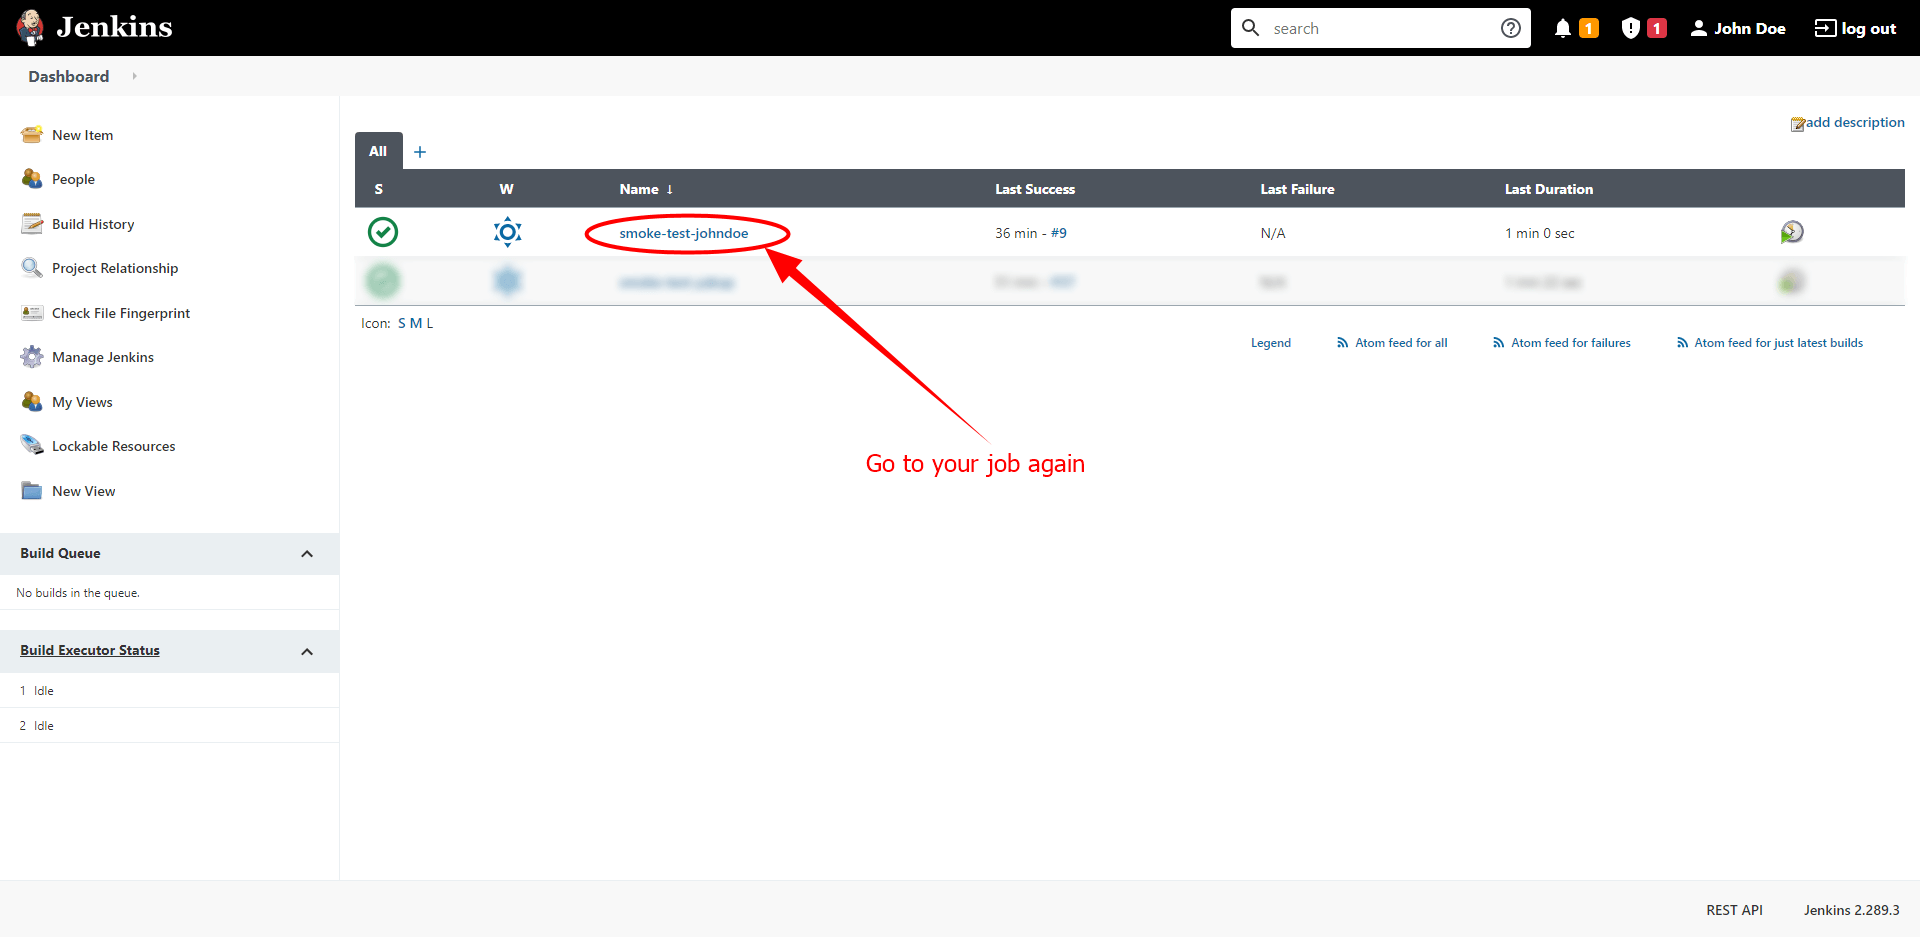 Jenkins
search
1
1
John Doe
log out
Dashboard
New Item
People
Build History
Project Relationship
Check File Fingerprint
Manage Jenkins
My Views
Lockable Resources
New View
Build Queue
No builds in the queue.
Build Executor Status
1 Idle
2 Idle
add description
All +
S W Name ↓ Last Success Last Failure Last Duration
smoke-test-johndoe 36 min - #9 N/A 1 min 0 sec
Icon: S M L
Legend Atom feed for all Atom feed for failures Atom feed for just latest builds
Go to your job again
REST API Jenkins 2.289.3